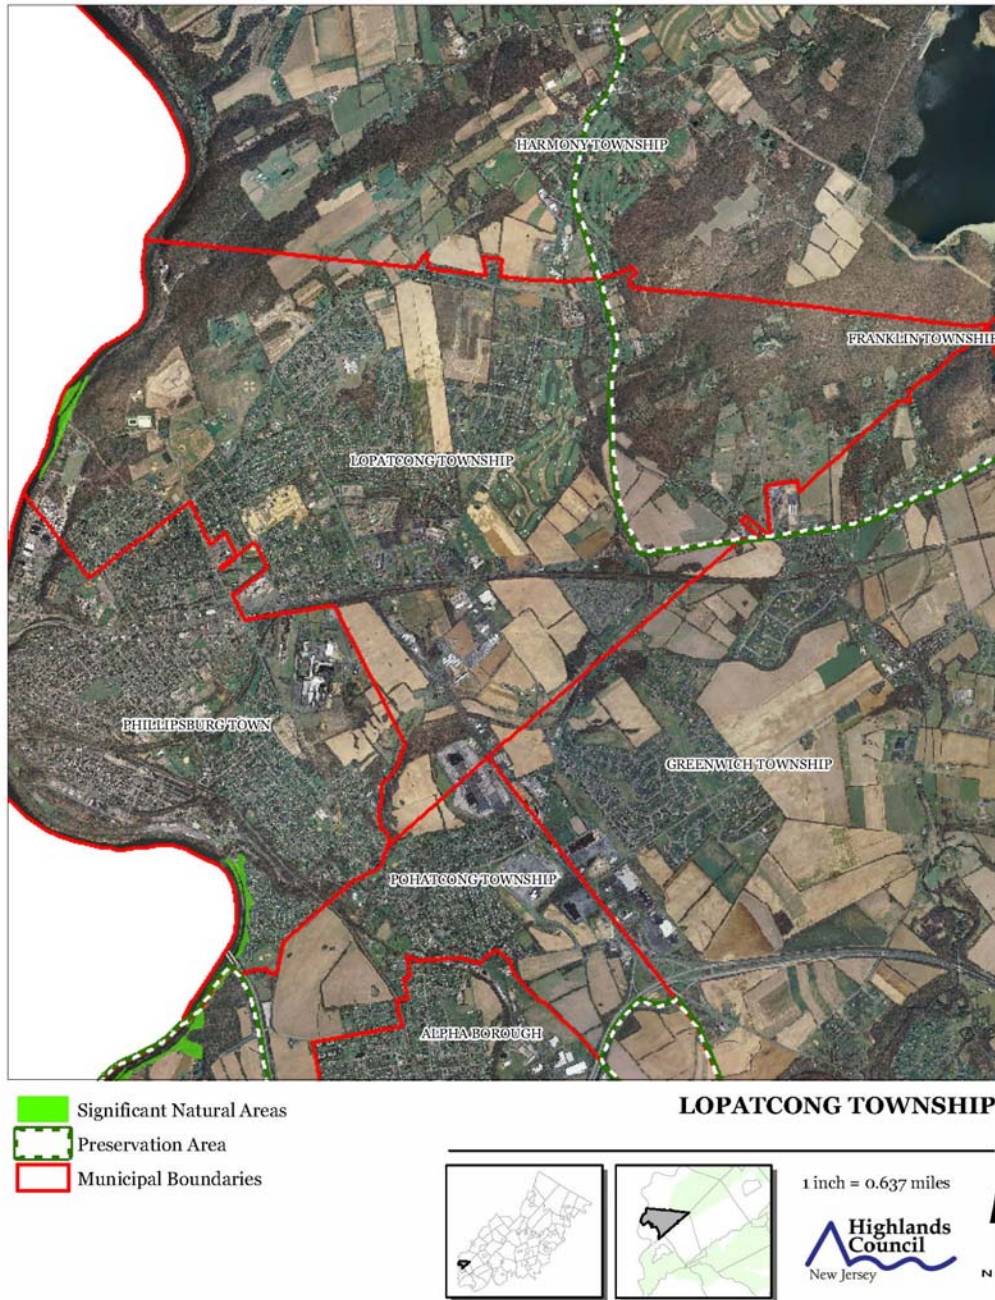 HARMONY TOWNSHIP
FRANKLIN TOWNSHIP
LOPATCONG TOWNSHIP
PHILLIPSBURG TOWN
GREENWICH TOWNSHIP
POHATCONG TOWNSHIP
ALPHA BOROUGH
Significant Natural Areas
Preservation Area
Municipal Boundaries
LOPATCONG TOWNSHIP
1 inch = 0.637 miles
Highlands
Council
New Jersey
N